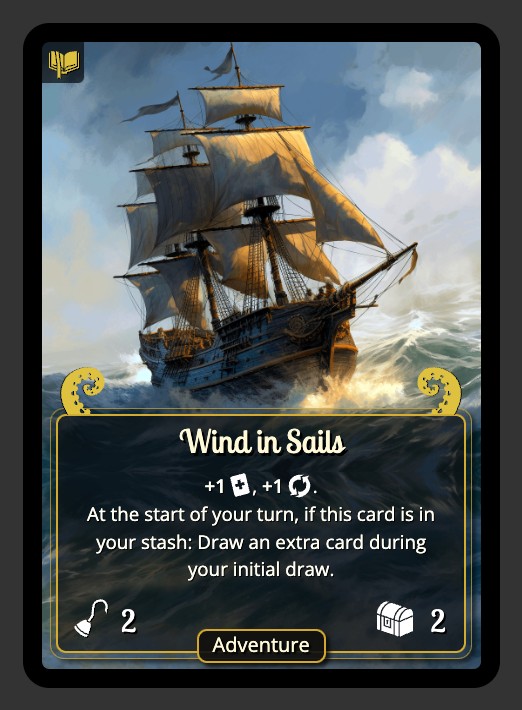 Wind in Sails
+1 , +1 .
At the start of your turn, if this card is in
your stash: Draw an extra card during
your initial draw.
2 2
Adventure